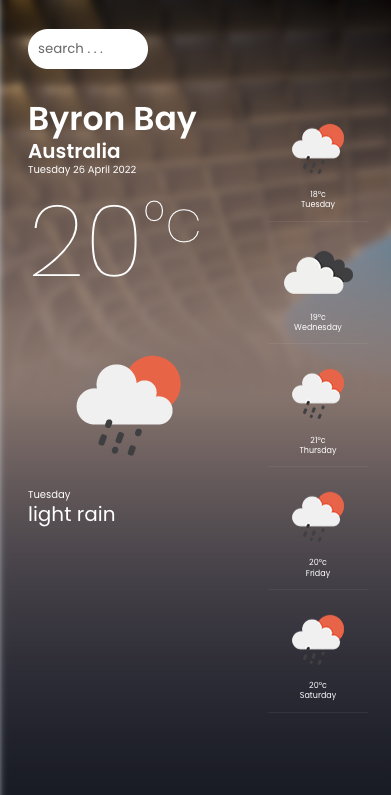 search . . .
Byron Bay
Australia
Tuesday 26 April 2022
20°c
Tuesday
light rain
18°c
Tuesday
19°c
Wednesday
21°c
Thursday
20°c
Friday
20°c
Saturday